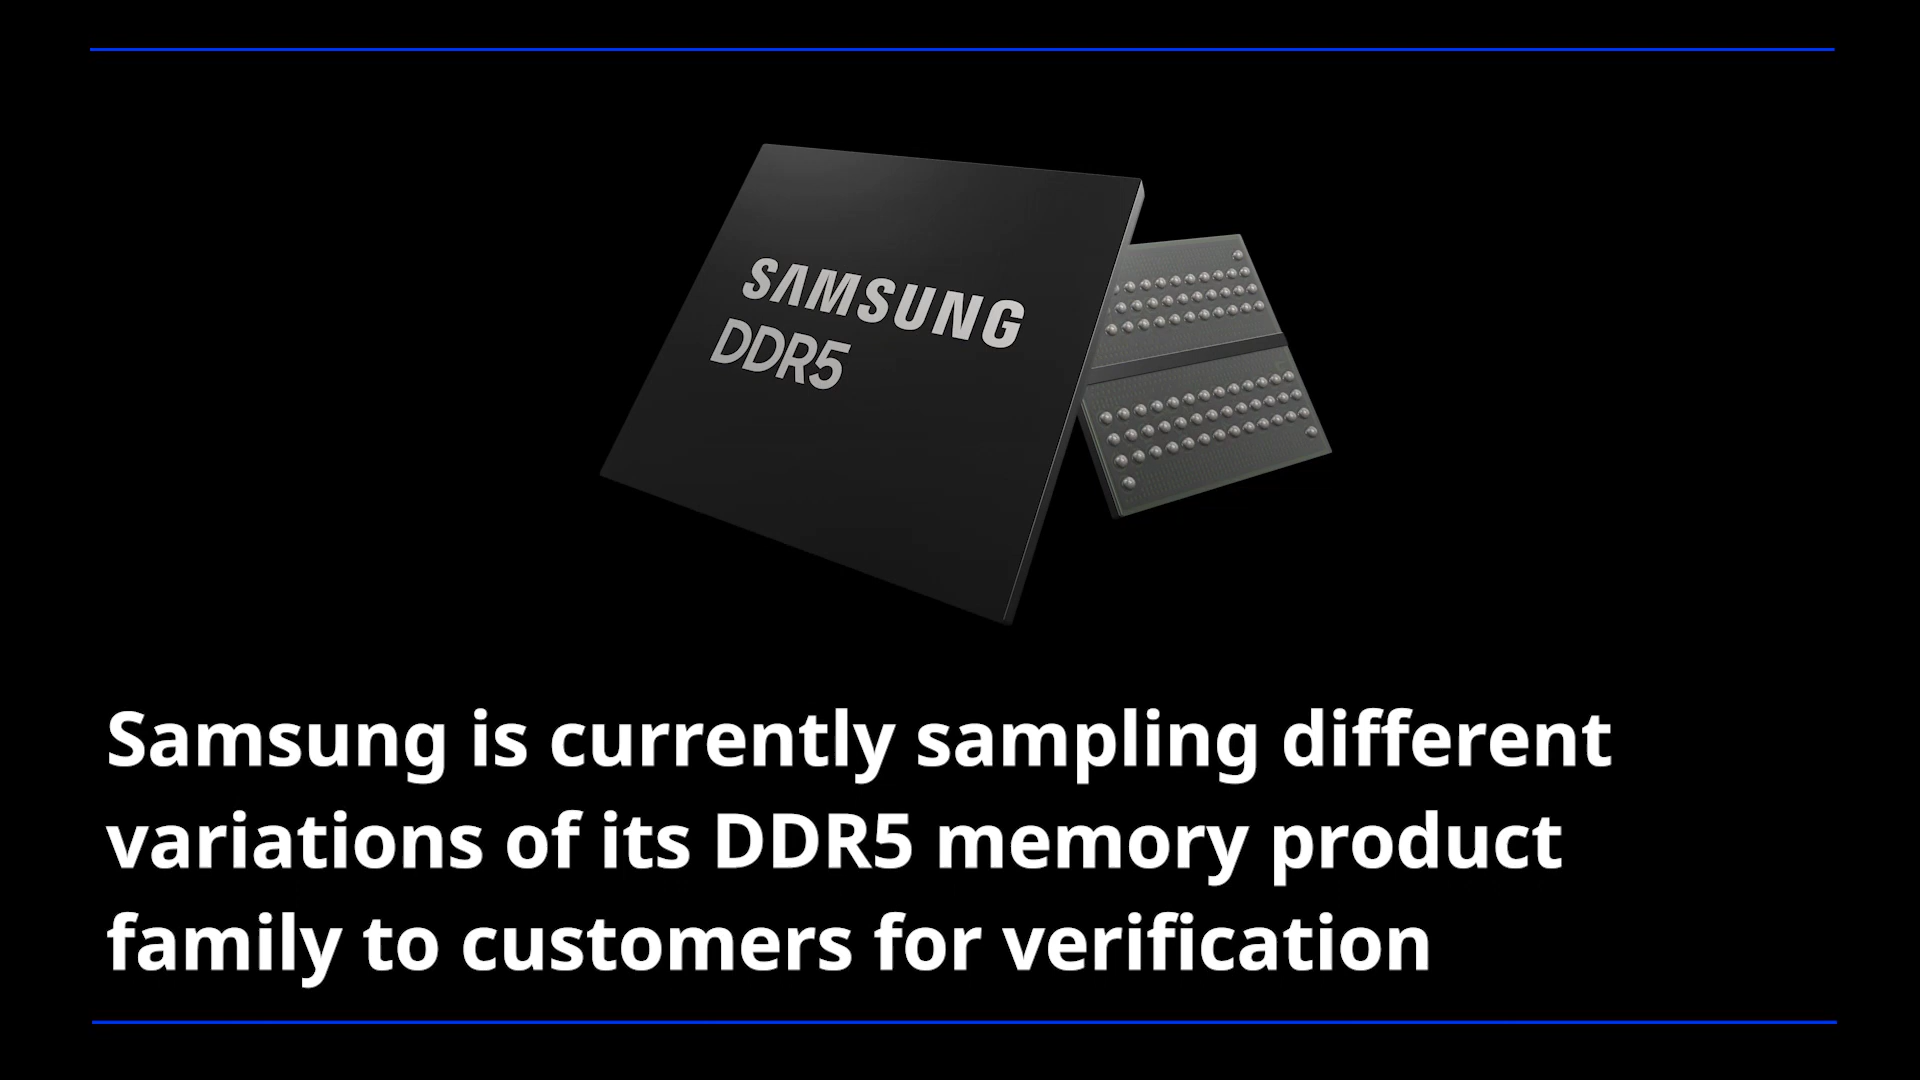 SAMSUNG
DDR5
Samsung is currently sampling different
variations of its DDR5 memory product
family to customers for verification